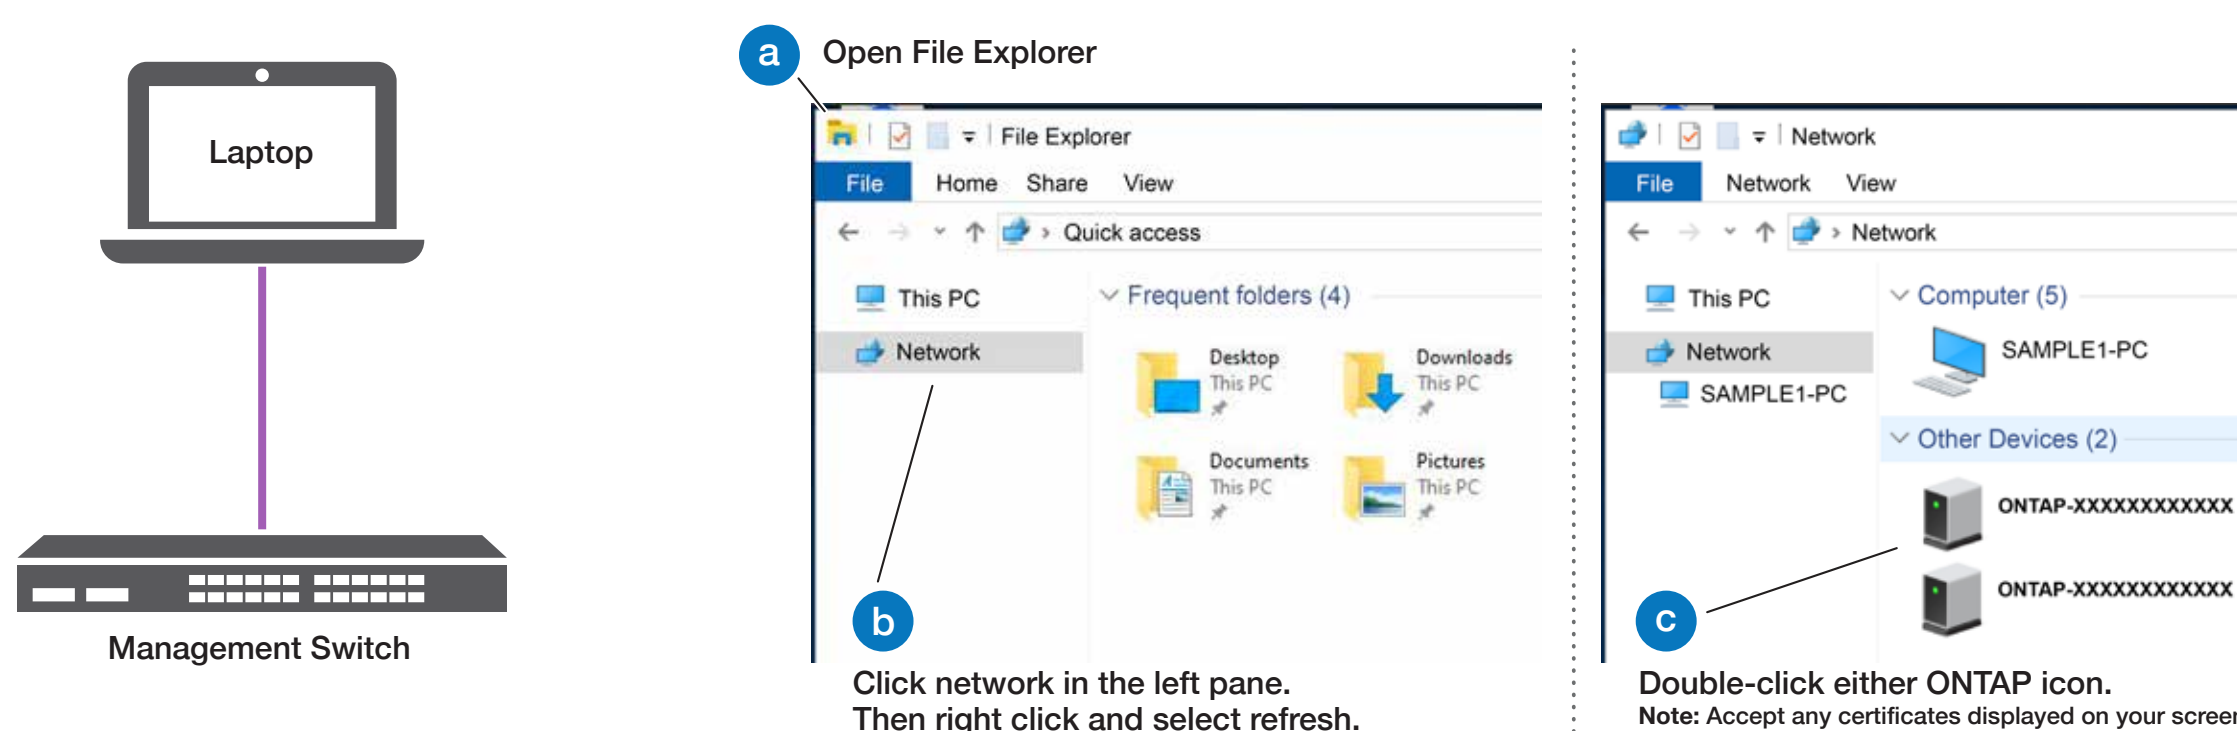 Laptop
Management Switch
a
Open File Explorer
File Explorer
File Home Share View
Quick access
This PC
Network
Frequent folders (4)
Desktop
This PC
Downloads
This PC
Documents
This PC
Pictures
This PC
b
Click network in the left pane.
Then right click and select refresh.
Network
File Network View
Network
This PC
Network
SAMPLE1-PC
Computer (5)
SAMPLE1-PC
Other Devices (2)
ONTAP-XXXXXXXXXXXX
ONTAP-XXXXXXXXXXXX
c
Double-click either ONTAP icon.
Note: Accept any certificates displayed on your screen